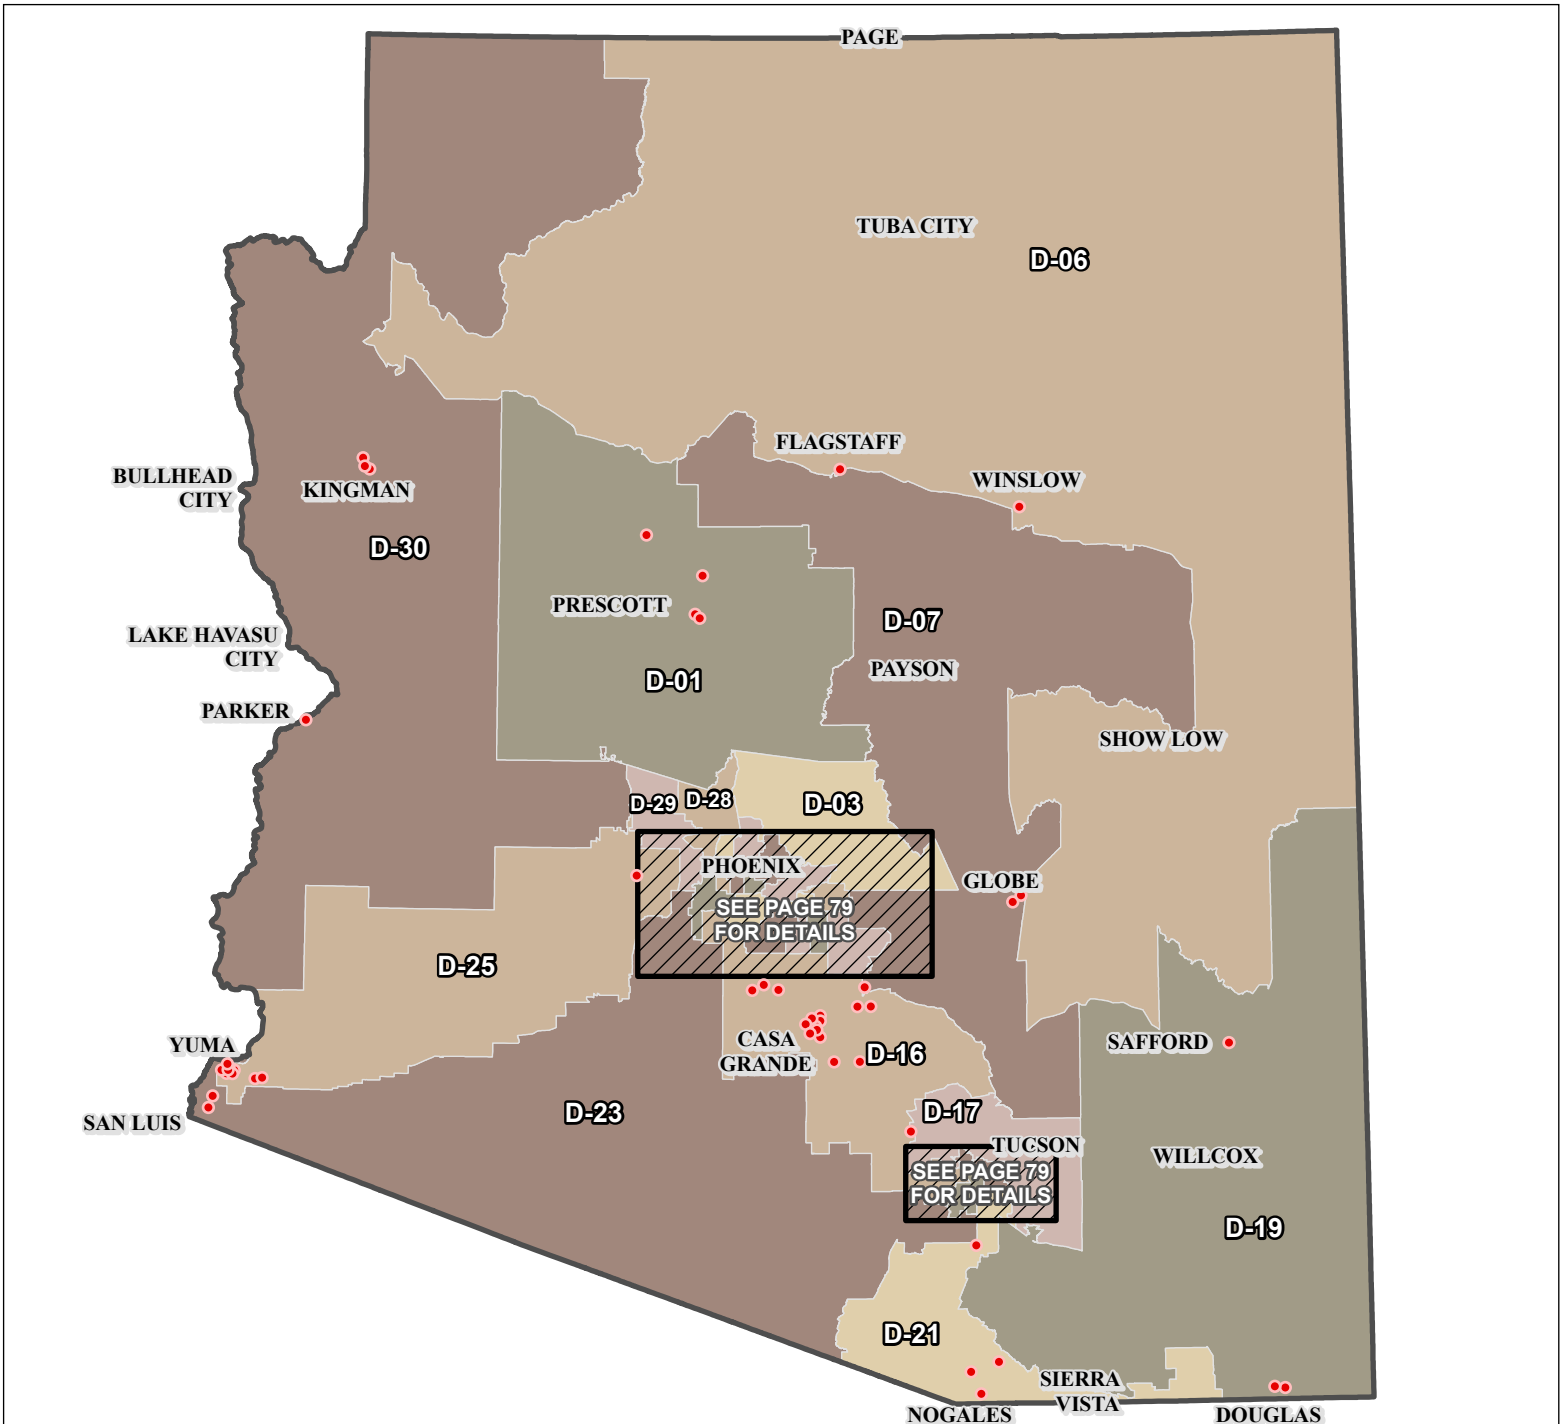 PAGE
TUBA CITY
D-06
FLAGSTAFF
BULLHEAD
CITY
KINGMAN
WINSLOW
D-30
PRESCOTT
D-07
LAKE HAVASU
CITY
PAYSON
D-01
PARKER
SHOW LOW
D-29
D-28
D-03
PHOENIX
GLOBE
SEE PAGE 79
FOR DETAILS
D-25
YUMA
CASA
GRANDE
D-16
SAFFORD
SAN LUIS
D-23
D-17
TUCSON
WILLCOX
SEE PAGE 79
FOR DETAILS
D-19
D-21
SIERRA
VISTA
NOGALES
DOUGLAS